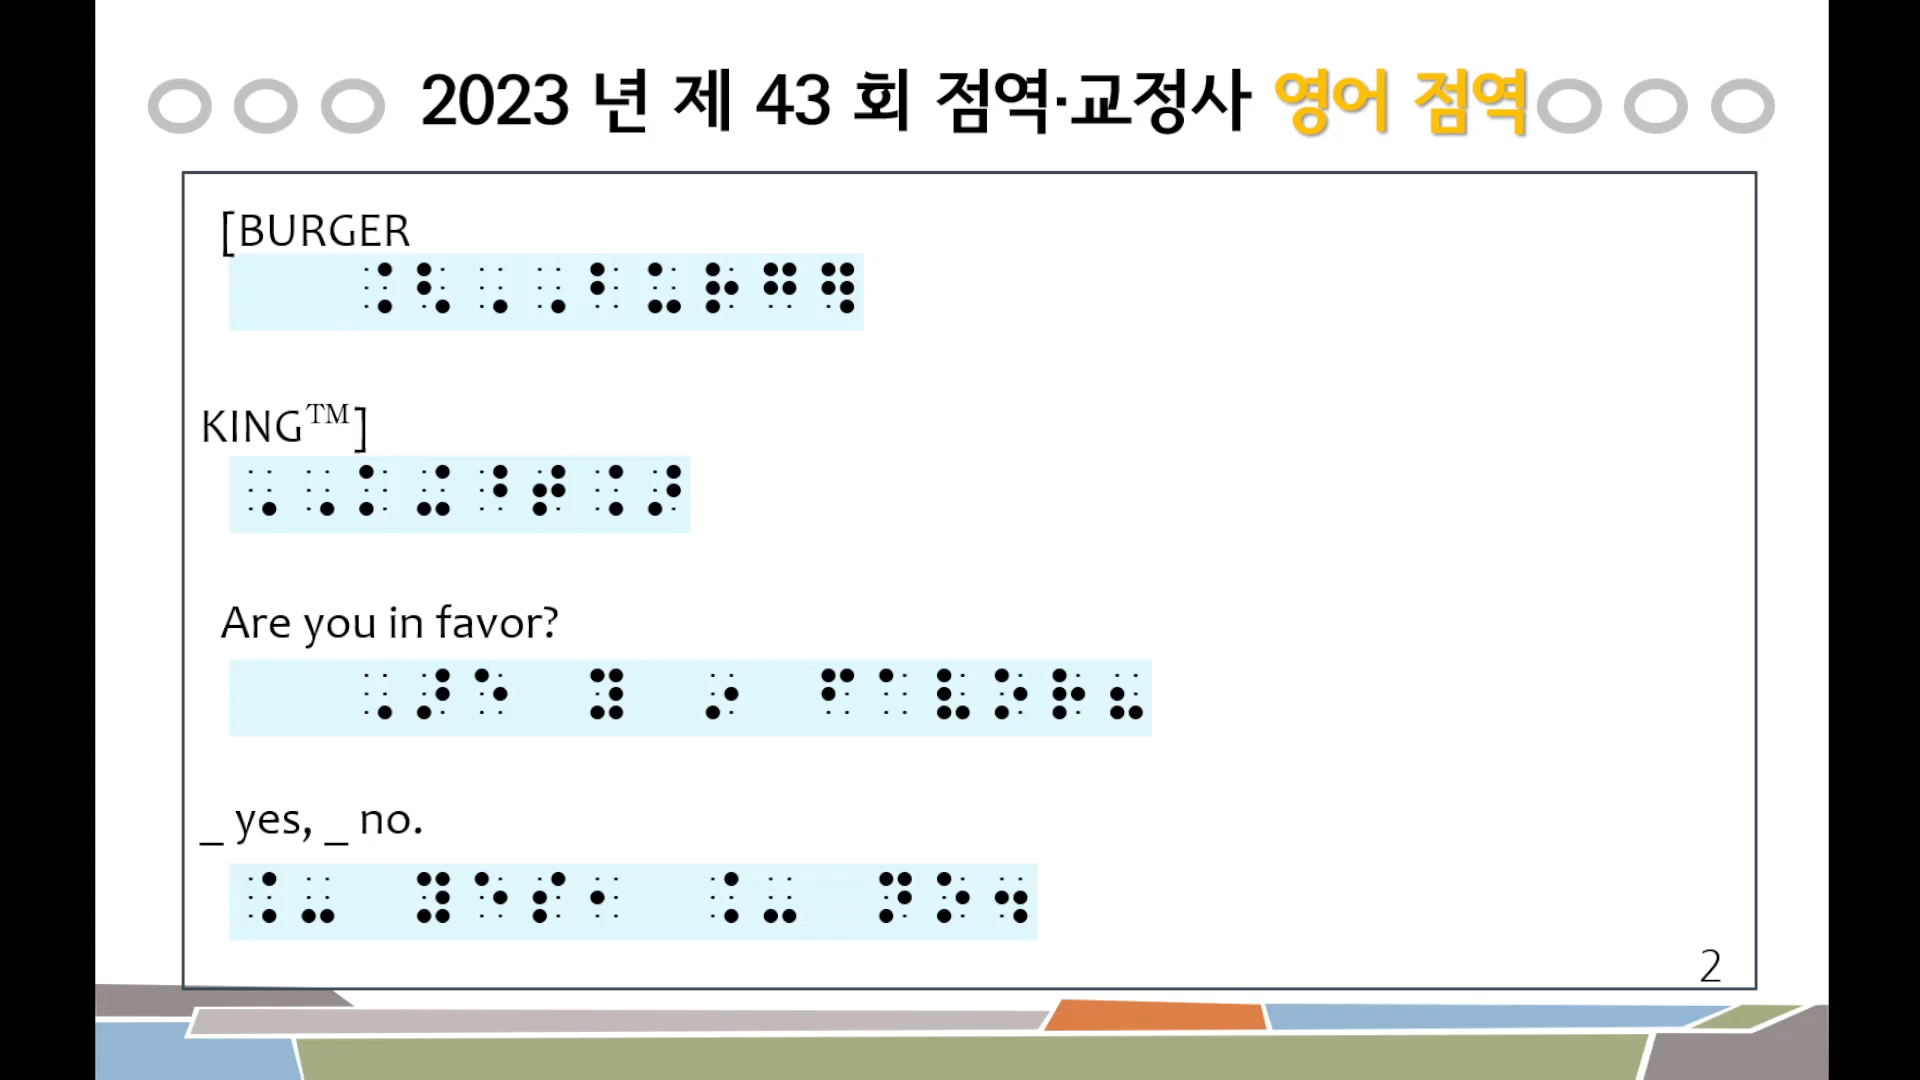 2023 년 제 43 회 점역·교정사 영어 점역
[BURGER
⠨⠣⠠⠠⠃⠥⠗⠛⠻
KING™]
⠠⠠⠅⠬⠘⠞⠨⠜
Are you in favor?
⠠⠜⠑ ⠽ ⠔ ⠋⠁⠧⠕⠗⠦
_ yes, _ no.
⠨⠤ ⠽⠑⠎⠂ ⠨⠤ ⠝⠕⠲
2